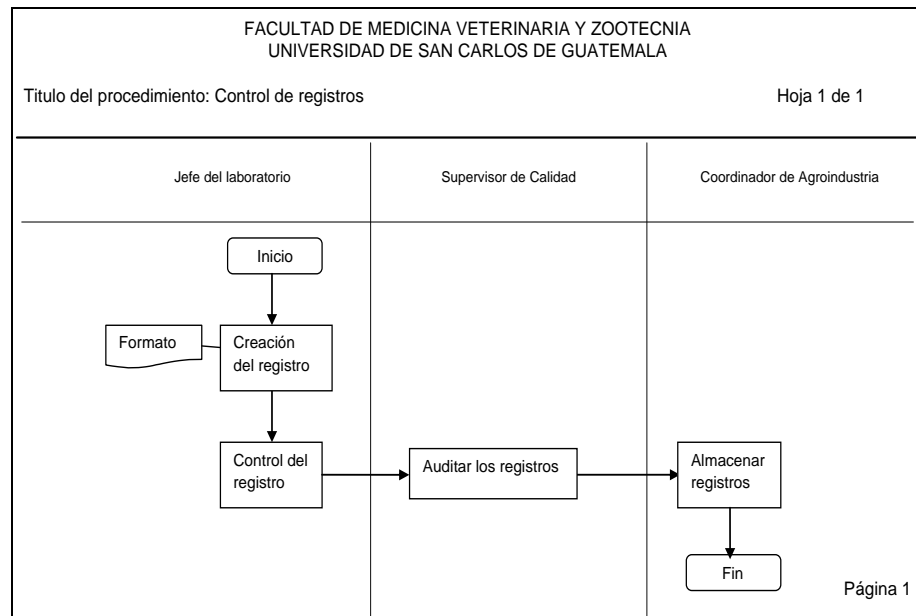 FACULTAD DE MEDICINA VETERINARIA Y ZOOTECNIA
UNIVERSIDAD DE SAN CARLOS DE GUATEMALA
Titulo del procedimiento: Control de registros
Hoja 1 de 1
Jefe del laboratorio
Supervisor de Calidad
Coordinador de Agroindustria
Inicio
Formato
Creación
del registro
Control del
registro
Auditar los registros
Almacenar
registros
Fin
Página 1